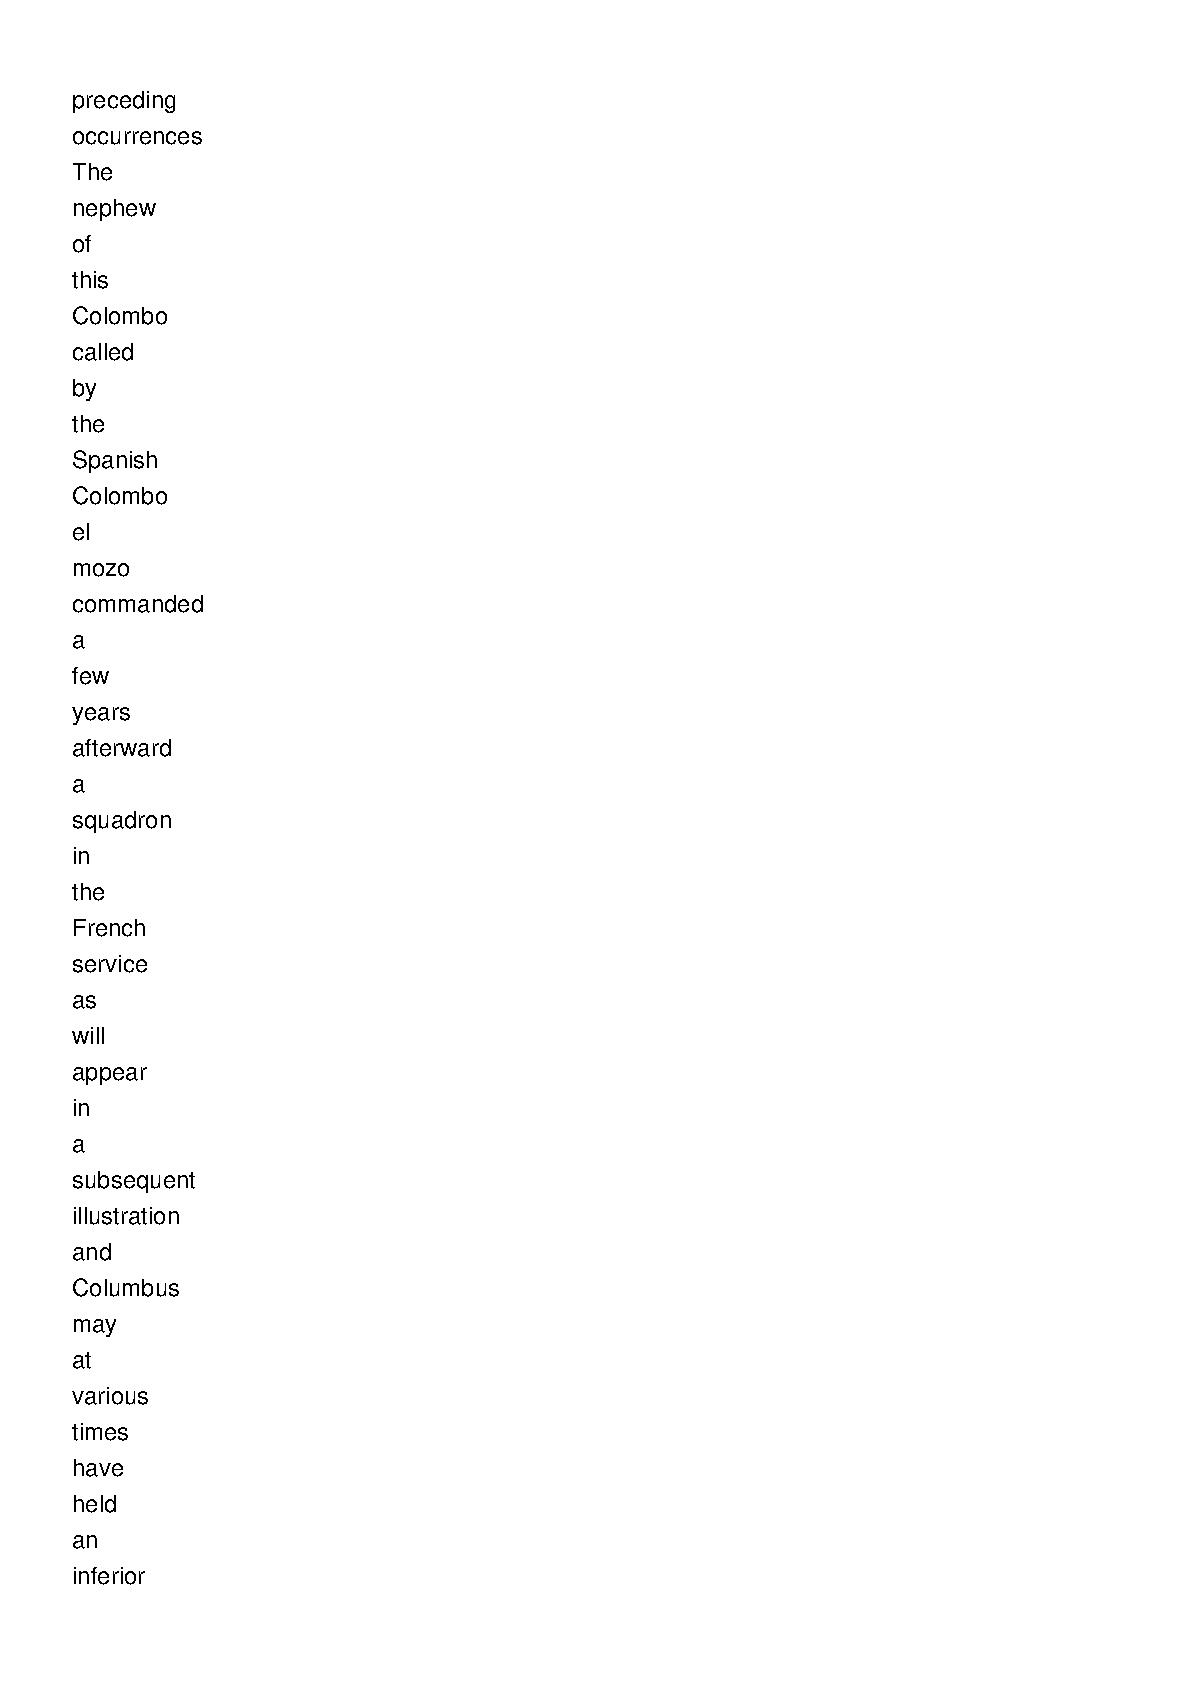 preceding
occurrences
The
nephew
of
this
Colombo
called
by
the
Spanish
Colombo
el
mozo
commanded
a
few
years
afterward
a
squadron
in
the
French
service
as
will
appear
in
a
subsequent
illustration
and
Columbus
may
at
various
times
have
held
an
inferior